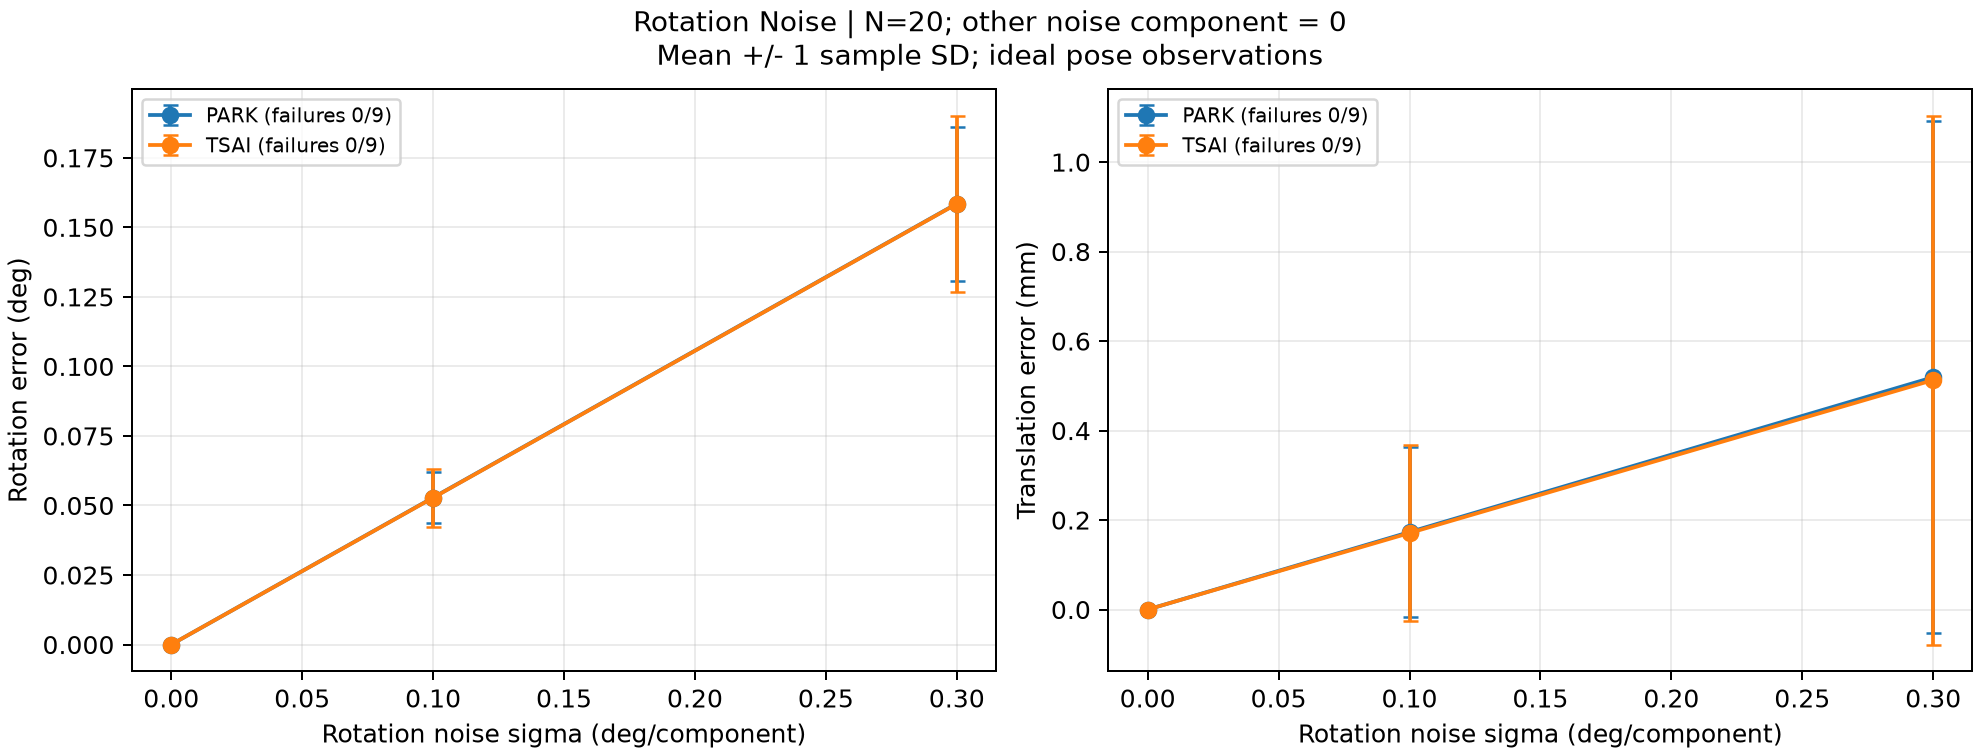 Rotation Noise | N=20; other noise component = 0
Mean +/- 1 sample SD; ideal pose observations
PARK (failures 0/9)
TSAI (failures 0/9)
Rotation error (deg)
0.175
0.150
0.125
0.100
0.075
0.050
0.025
0.000
0.00 0.05 0.10 0.15 0.20 0.25 0.30
Rotation noise sigma (deg/component)
PARK (failures 0/9)
TSAI (failures 0/9)
Translation error (mm)
1.0
0.8
0.6
0.4
0.2
0.0
0.00 0.05 0.10 0.15 0.20 0.25 0.30
Rotation noise sigma (deg/component)